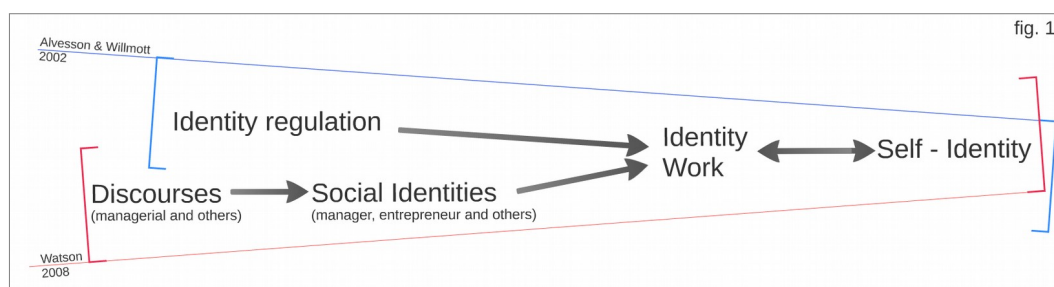 fig. 1
Alvesson & Willmott
2002
Identity regulation
Identity
Work
Self - Identity
Discourses
(managerial and others)
Social Identities
(manager, entrepreneur and others)
Watson
2008